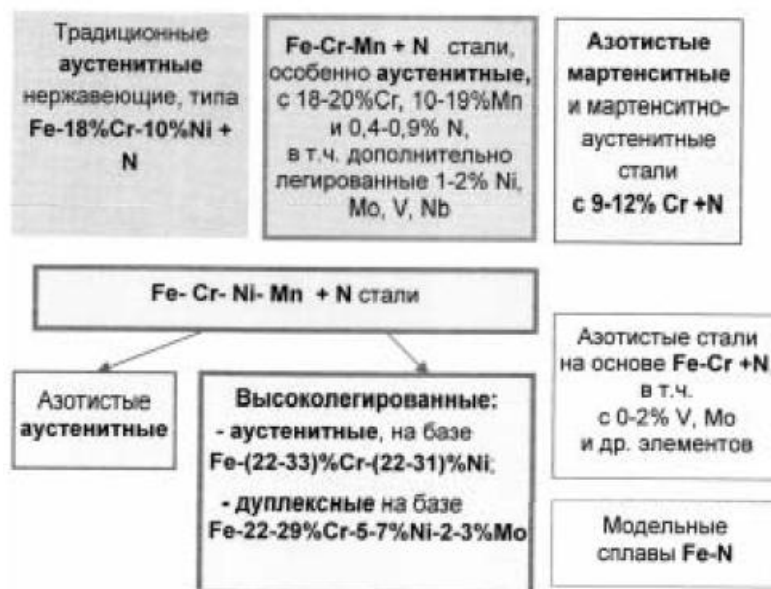 Традиционные
аустенитные
нержавеющие, типа
Fe-18%Cr-10%Ni +
N
Fe-Cr-Mn + N стали,
особенно аустенитные,
с 18-20%Cr, 10-19%Mn
и 0,4-0,9% N,
в т.ч. дополнительно
легированные 1-2% Ni,
Mo, V, Nb
Азотистые
мартенситные
и мартенситно-
аустенитные
стали
с 9-12% Cr +N
Fe- Cr- Ni- Mn + N стали
Азотистые
аустенитные
Высоколегированные:
- аустенитные, на базе
Fe-(22-33)%Cr-(22-31)%Ni;
- дуплексные на базе
Fe-22-29%Cr-5-7%Ni-2-3%Mo
Азотистые стали
на основе Fe-Cr +N,
в т.ч.
с 0-2% V, Mo
и др. элементов
Модельные
сплавы Fe-N